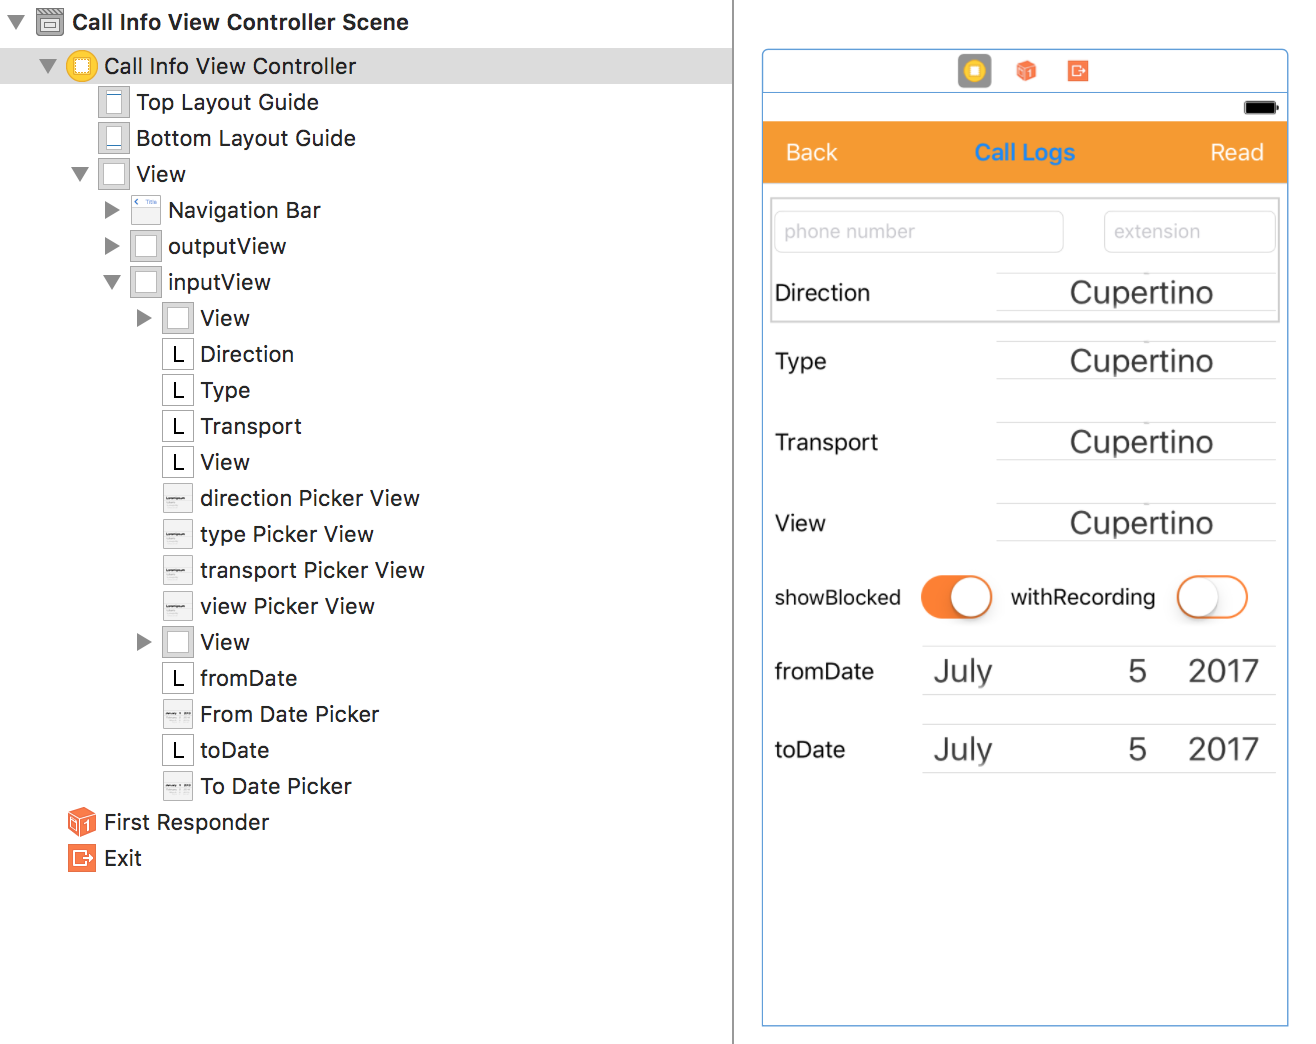 Call Info View Controller Scene
Call Info View Controller
Top Layout Guide
Bottom Layout Guide
View
Navigation Bar
outputView
inputView
View
Direction
Type
Transport
View
direction Picker View
type Picker View
transport Picker View
view Picker View
View
fromDate
From Date Picker
toDate
To Date Picker
First Responder
Exit
Back Call Logs Read
phone number extension
Direction Cupertino
Type Cupertino
Transport Cupertino
View Cupertino
showBlocked withRecording
fromDate July 5 2017
toDate July 5 2017